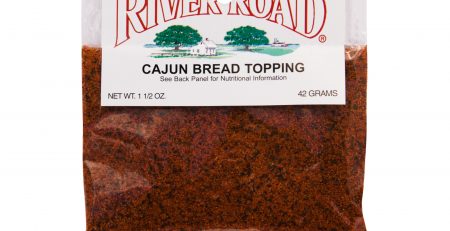 RIVER ROAD
®
CAJUN BREAD TOPPING
See Back Panel for Nutritional Information
NET WT. 1 1/2 OZ. 42 GRAMS